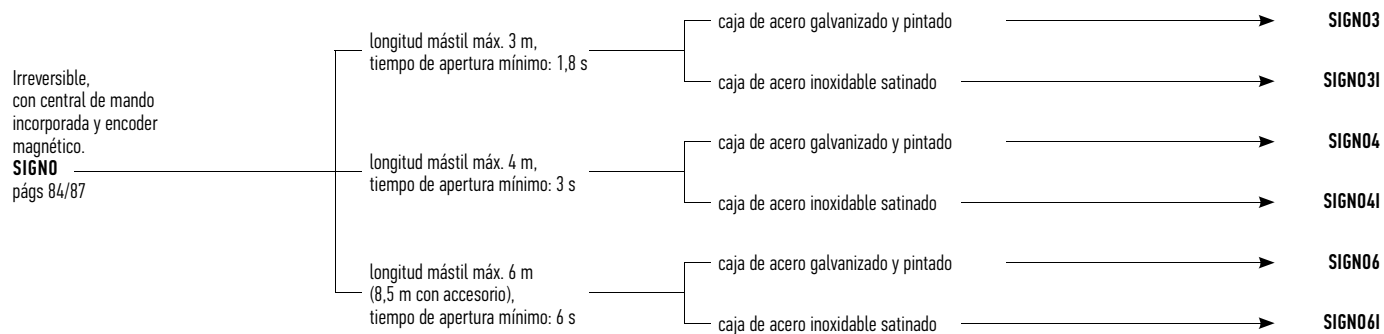 Irreversible,
con central de mando
incorporada y encoder
magnético.
SIGNO
págs 84/87
longitud mástil máx. 3 m,
tiempo de apertura mínimo: 1,8 s
caja de acero galvanizado y pintado
SIGNO3
caja de acero inoxidable satinado
SIGNO3I
longitud mástil máx. 4 m,
tiempo de apertura mínimo: 3 s
caja de acero galvanizado y pintado
SIGNO4
caja de acero inoxidable satinado
SIGNO4I
longitud mástil máx. 6 m
(8,5 m con accesorio),
tiempo de apertura mínimo: 6 s
caja de acero galvanizado y pintado
SIGNO6
caja de acero inoxidable satinado
SIGNO6I